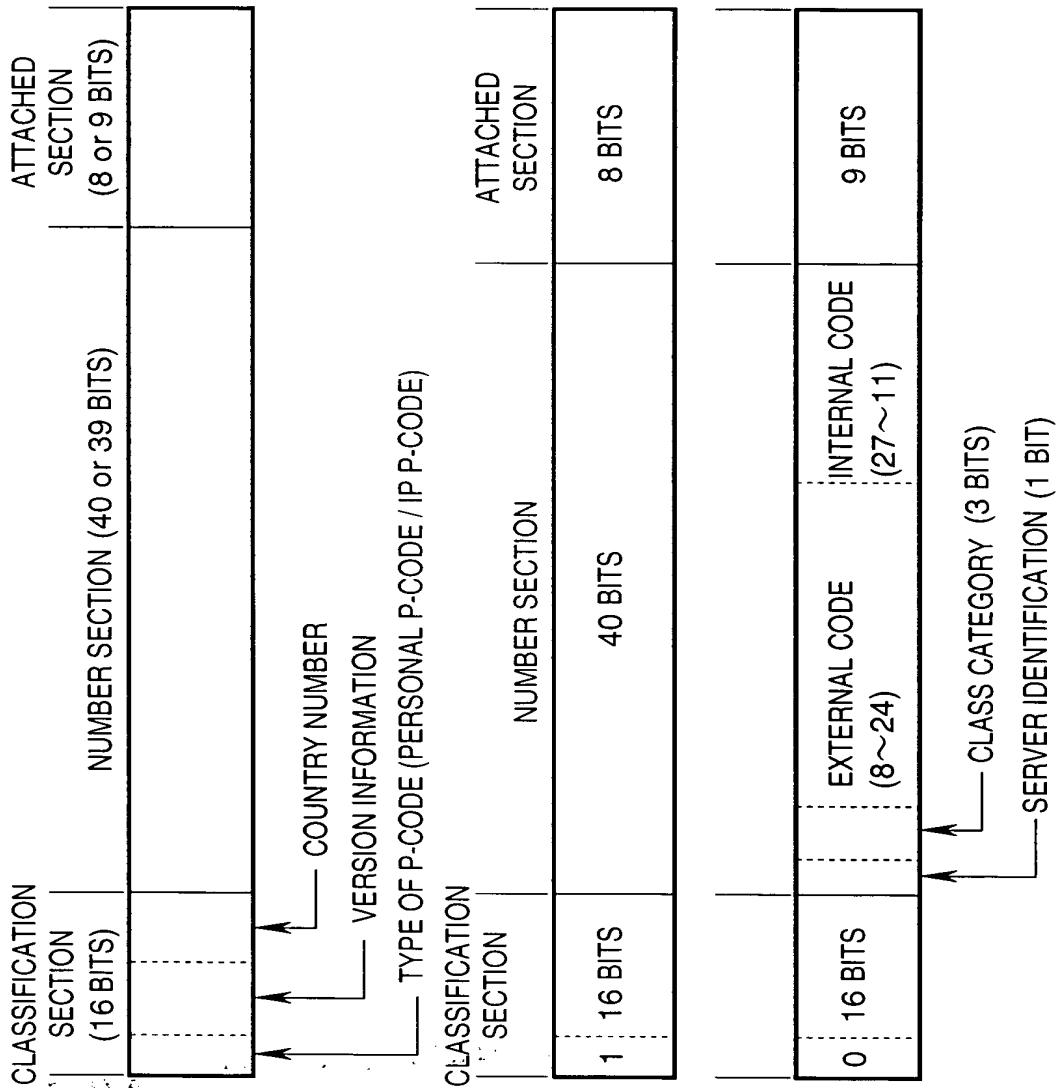 CLASSIFICATION
SECTION
(16 BITS)
NUMBER SECTION (40 or 39 BITS)
ATTACHED
SECTION
(8 or 9 BITS)
COUNTRY NUMBER
VERSION INFORMATION
TYPE OF P-CODE (PERSONAL P-CODE / IP P-CODE)
CLASSIFICATION
SECTION
NUMBER SECTION
ATTACHED
SECTION
1
16 BITS
40 BITS
8 BITS
0
16 BITS
EXTERNAL CODE
(8～24)
INTERNAL CODE
(27～11)
9 BITS
CLASS CATEGORY (3 BITS)
SERVER IDENTIFICATION (1 BIT)